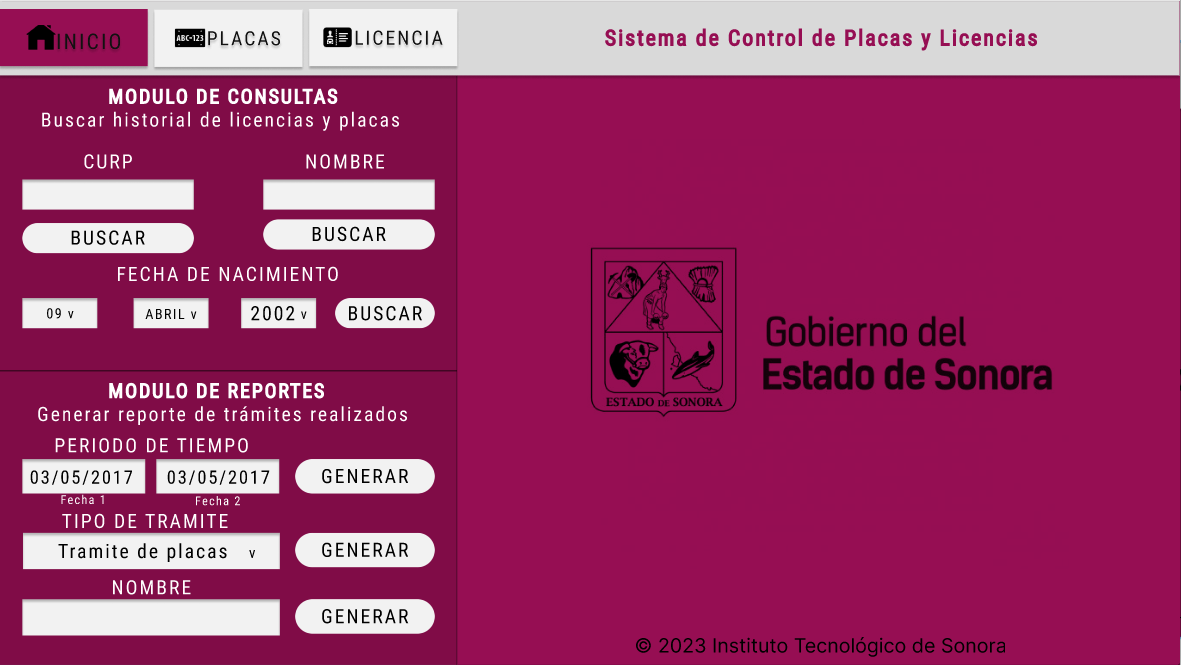 INICIO
ABC-123 PLACAS
LICENCIA
Sistema de Control de Placas y Licencias
MODULO DE CONSULTAS
Buscar historial de licencias y placas
CURP
NOMBRE
BUSCAR
BUSCAR
FECHA DE NACIMIENTO
09 v
ABRIL v
2002 v
BUSCAR
MODULO DE REPORTES
Generar reporte de trámites realizados
PERIODO DE TIEMPO
03/05/2017
03/05/2017
GENERAR
Fecha 1
Fecha 2
TIPO DE TRAMITE
Tramite de placas v
GENERAR
NOMBRE
GENERAR
ESTADO DE SONORA
Gobierno del
Estado de Sonora
© 2023 Instituto Tecnológico de Sonora